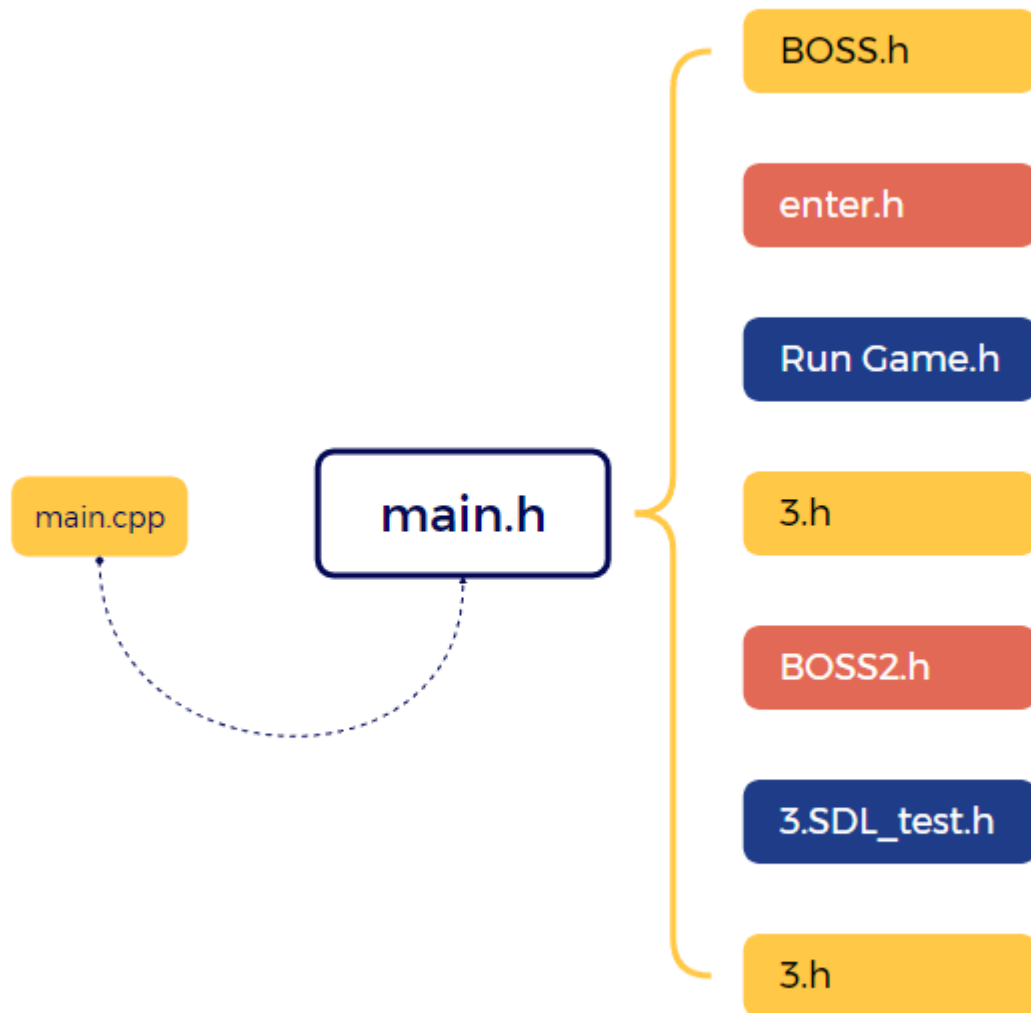 BOSS.h
enter.h
Run Game.h
3.h
main.cpp
main.h
BOSS2.h
3.SDL_test.h
3.h